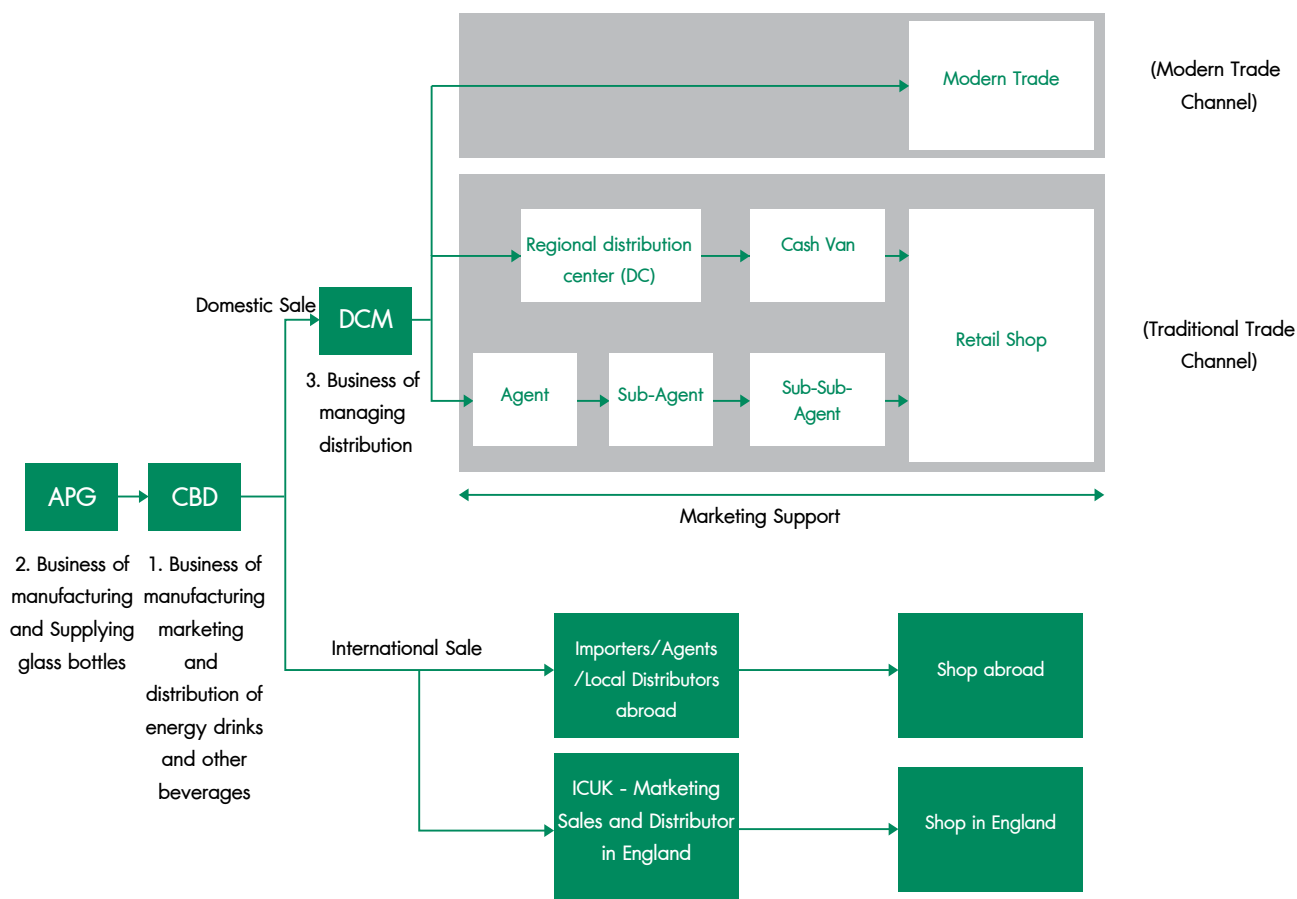 Modern Trade
(Modern Trade
Channel)
Regional distribution
center (DC)
Cash Van
Retail Shop
(Traditional Trade
Channel)
Domestic Sale
DCM
3. Business of
managing
distribution
Agent
Sub-Agent
Sub-Sub-
Agent
APG
CBD
Marketing Support
2. Business of
manufacturing
and Supplying
glass bottles
1. Business of
manufacturing
marketing
and
distribution of
energy drinks
and other
beverages
International Sale
Importers/Agents
/Local Distributors
abroad
Shop abroad
ICUK - Matketing
Sales and Distributor
in England
Shop in England